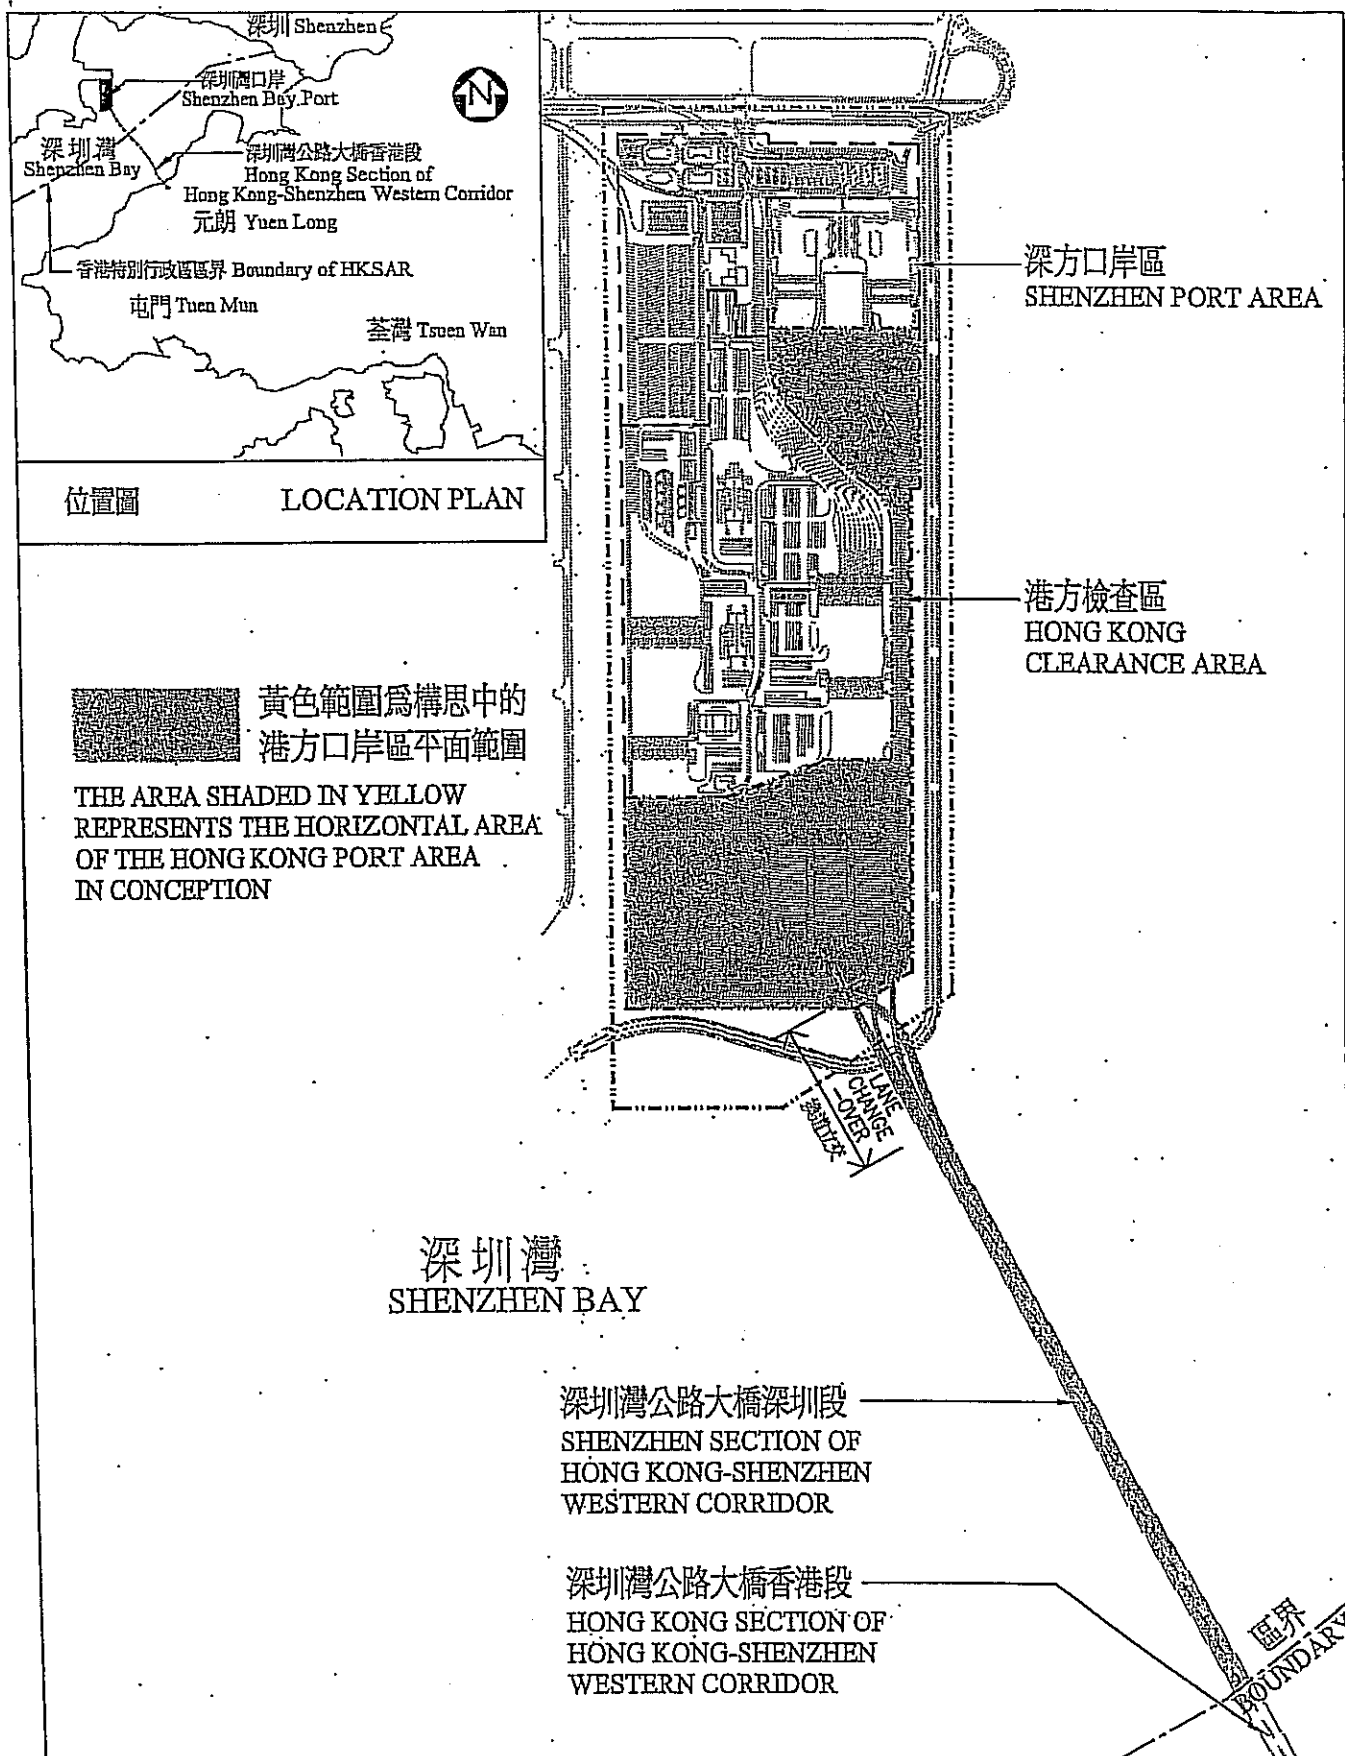 深圳 Shenzhen
深圳灣口岸
Shenzhen Bay Port
N
深圳灣
Shenzhen Bay
深圳灣公路大橋香港段
Hong Kong Section of
Hong Kong-Shenzhen Western Corridor
元朗 Yuen Long
香港特別行政區區界 Boundary of HKSAR
屯門 Tuen Mun
荃灣 Tsuen Wan
位置圖 LOCATION PLAN
深方口岸區
SHENZHEN PORT AREA
港方檢查區
HONG KONG
CLEARANCE AREA
黃色範圍爲構思中的
港方口岸區平面範圍
THE AREA SHADED IN YELLOW
REPRESENTS THE HORIZONTAL AREA
OF THE HONG KONG PORT AREA
IN CONCEPTION
LANE
CHANGE
-OVER
換道立交
深圳灣
SHENZHEN BAY
深圳灣公路大橋深圳段
SHENZHEN SECTION OF
HONG KONG-SHENZHEN
WESTERN CORRIDOR
深圳灣公路大橋香港段
HONG KONG SECTION OF
HONG KONG-SHENZHEN
WESTERN CORRIDOR
區界
BOUNDARY